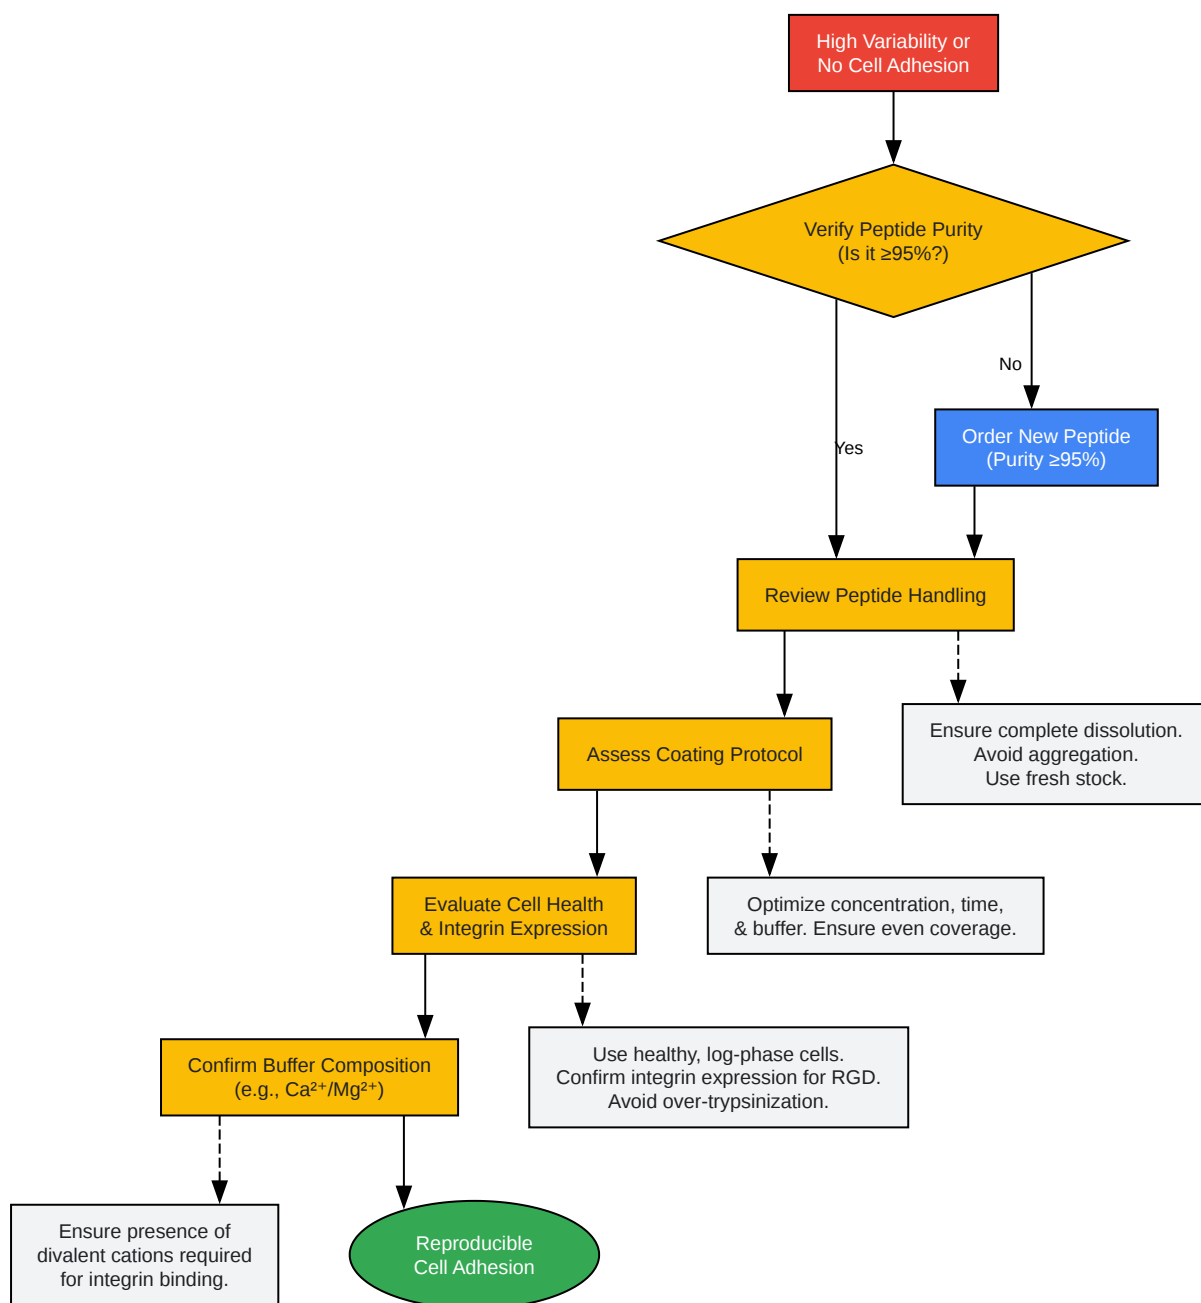 High Variability or
No Cell Adhesion
Verify Peptide Purity
(Is it ≥95%?)
No
Order New Peptide
(Purity ≥95%)
Yes
Review Peptide Handling
Ensure complete dissolution.
Avoid aggregation.
Use fresh stock.
Assess Coating Protocol
Optimize concentration, time,
& buffer. Ensure even coverage.
Evaluate Cell Health
& Integrin Expression
Use healthy, log-phase cells.
Confirm integrin expression for RGD.
Avoid over-trypsinization.
Confirm Buffer Composition
(e.g., Ca²⁺/Mg²⁺)
Ensure presence of
divalent cations required
for integrin binding.
Reproducible
Cell Adhesion